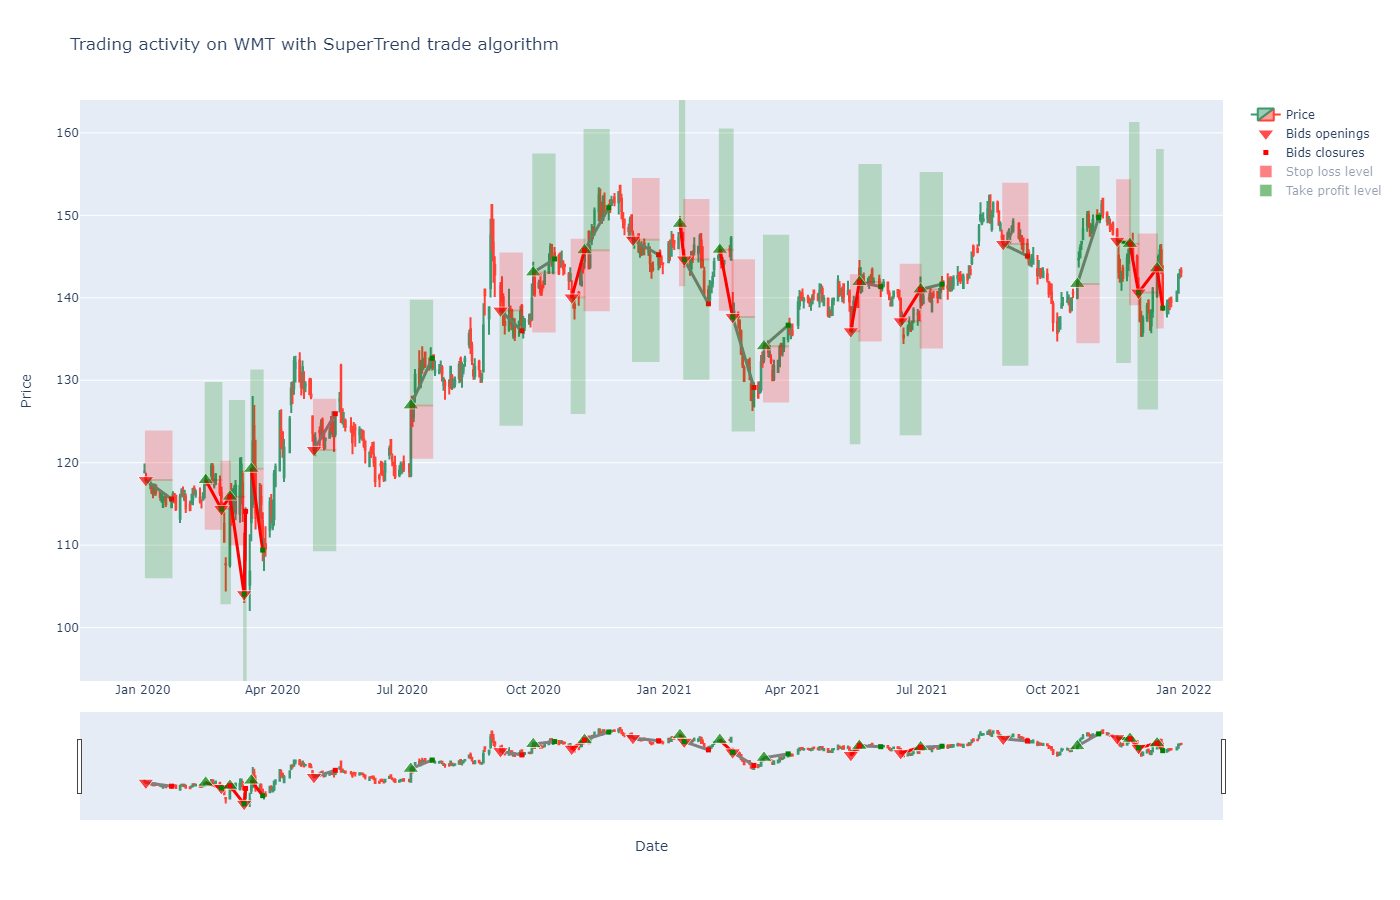 Trading activity on WMT with SuperTrend trade algorithm
Price
Bids openings
Bids closures
Stop loss level
Take profit level
Price
160
150
140
130
120
110
100
Jan 2020 Apr 2020 Jul 2020 Oct 2020 Jan 2021 Apr 2021 Jul 2021 Oct 2021 Jan 2022
Date